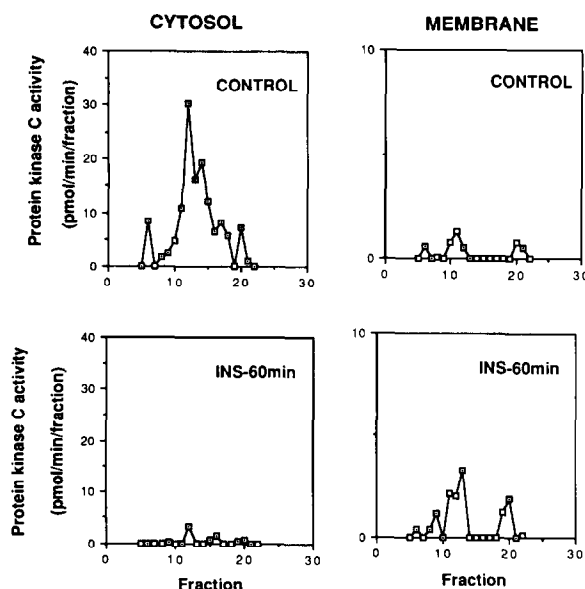 CYTOSOL
MEMBRANE
Protein kinase C activity
(pmol/min/fraction)
40
30
20
10
0
CONTROL
0 10 20 30
10
0
CONTROL
0 10 20 30
Protein kinase C activity
(pmol/min/fraction)
40
30
20
10
0
INS-60min
0 10 20 30
Fraction
10
0
INS-60min
0 10 20 30
Fraction